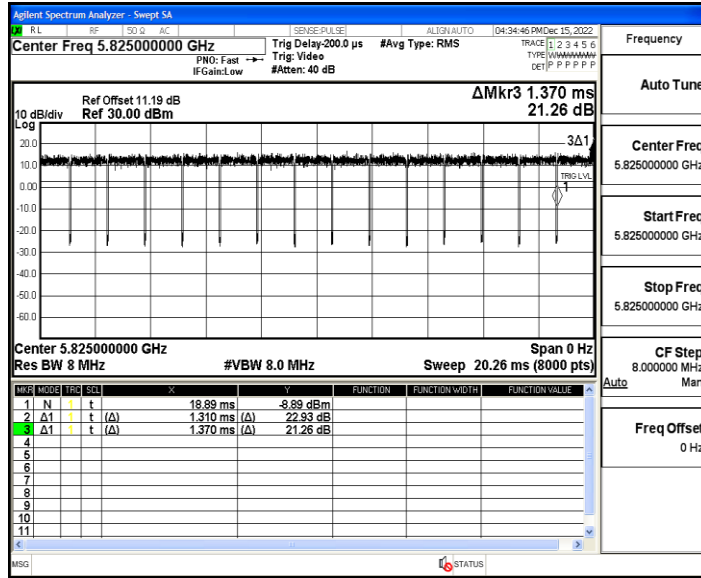 Agilent Spectrum Analyzer - Swept SA
RL RF 50 Ω AC SENSE:PULSE ALIGNAUTO 04:34:46 PM Dec 15, 2022
Center Freq 5.825000000 GHz
PNO: Fast
IFGain:Low
Trig Delay-200.0 µs
Trig: Video
#Atten: 40 dB
#Avg Type: RMS
TRACE 1 2 3 4 5 6
TYPE
DET P P P P P P
Ref Offset 11.19 dB
10 dB/div Ref 30.00 dBm
Log
ΔMkr3 1.370 ms
21.26 dB
20.0
10.0
0.00
-10.0
-20.0
-30.0
-40.0
-50.0
-60.0
3Δ1
TRIG LVL
1
Center 5.825000000 GHz Span 0 Hz
Res BW 8 MHz #VBW 8.0 MHz Sweep 20.26 ms (8000 pts)
MKR MODE TRC SCL X Y FUNCTION FUNCTION WIDTH FUNCTION VALUE
1 N 1 t 18.89 ms -8.89 dBm
2 Δ1 1 t (Δ) 1.310 ms (Δ) 22.93 dB
3 Δ1 1 t (Δ) 1.370 ms (Δ) 21.26 dB
4
5
6
7
8
9
10
11
MSG STATUS
Frequency
Auto Tune
Center Freq
5.825000000 GHz
Start Freq
5.825000000 GHz
Stop Freq
5.825000000 GHz
CF Step
8.000000 MHz
Auto Man
Freq Offset
0 Hz